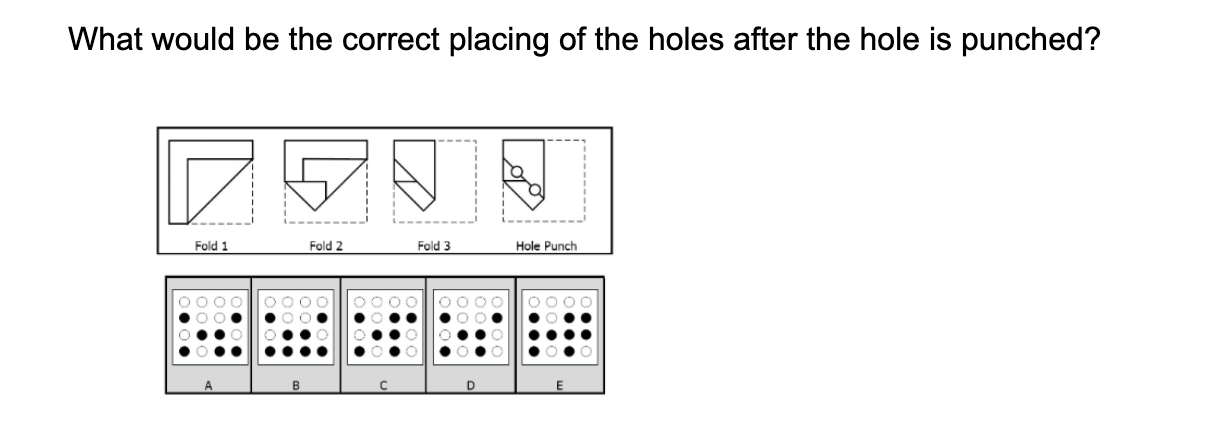 What would be the correct placing of the holes after the hole is punched?
Fold 1 Fold 2 Fold 3 Hole Punch
A B C D E